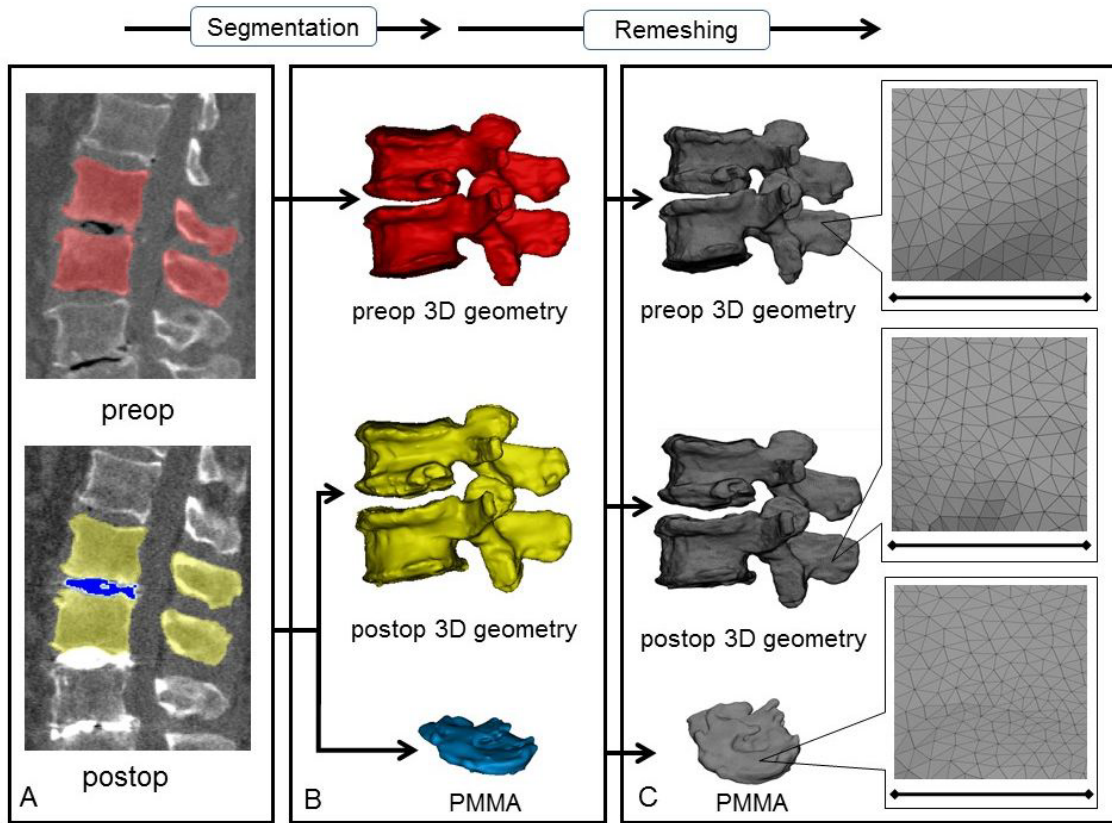 Segmentation
Remeshing
preop
postop
A
preop 3D geometry
postop 3D geometry
PMMA
B
preop 3D geometry
postop 3D geometry
PMMA
C